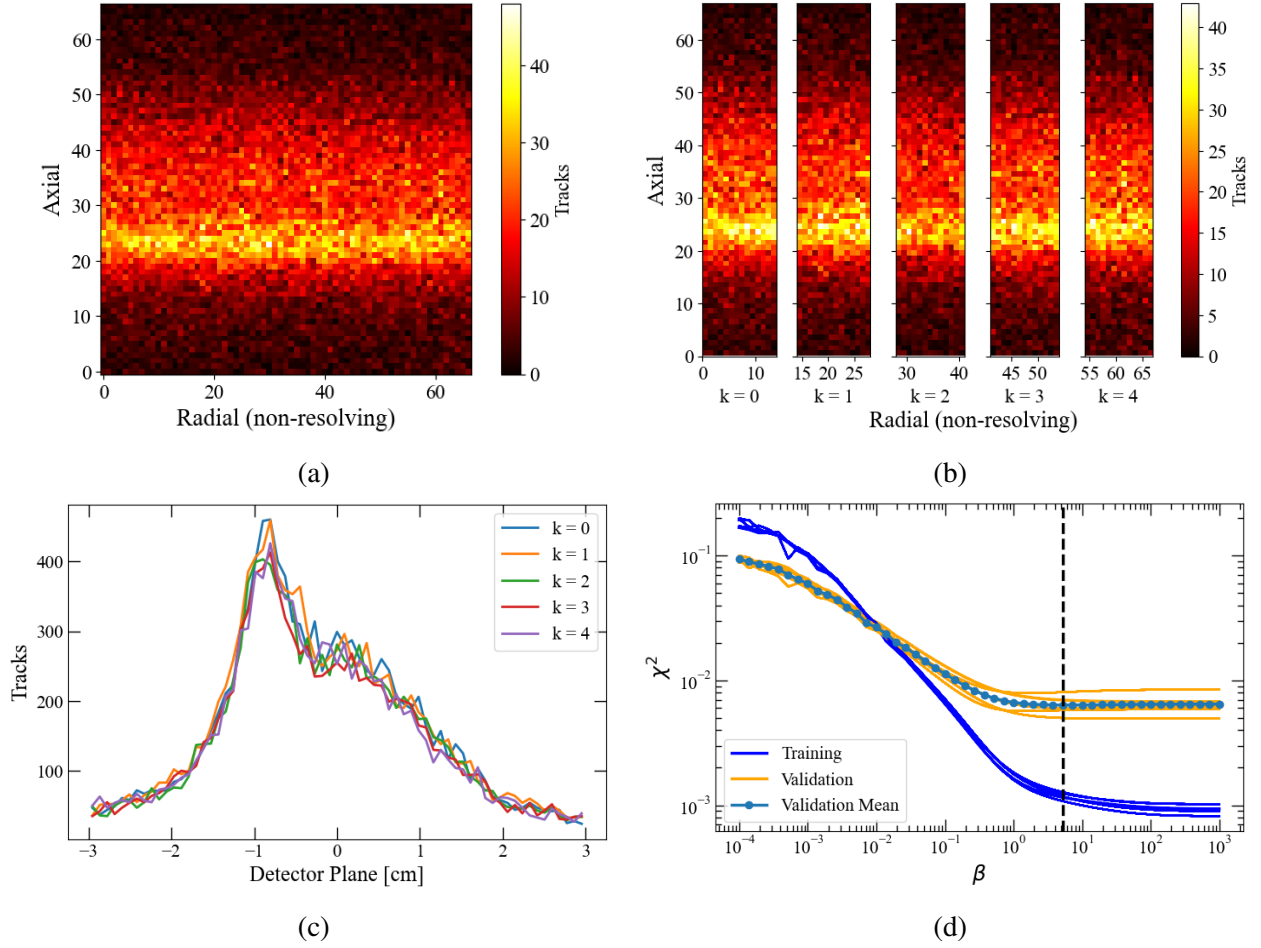 60
50
40
30
20
10
0
Axial
0
20
40
60
Radial (non-resolving)
40
30
20
10
0
Tracks
(a)
60
50
40
30
20
10
0
Axial
0 10
15 20 25
30 40
45 50
55 60 65
k = 0
k = 1
k = 2
k = 3
k = 4
Radial (non-resolving)
40
35
30
25
20
15
10
5
0
Tracks
(b)
400
300
200
100
Tracks
−3 −2 −1 0 1 2 3
Detector Plane [cm]
k = 0
k = 1
k = 2
k = 3
k = 4
(c)
10⁻¹
10⁻²
10⁻³
χ²
Training
Validation
Validation Mean
10⁻⁴ 10⁻³ 10⁻² 10⁻¹ 10⁰ 10¹ 10² 10³
β
(d)